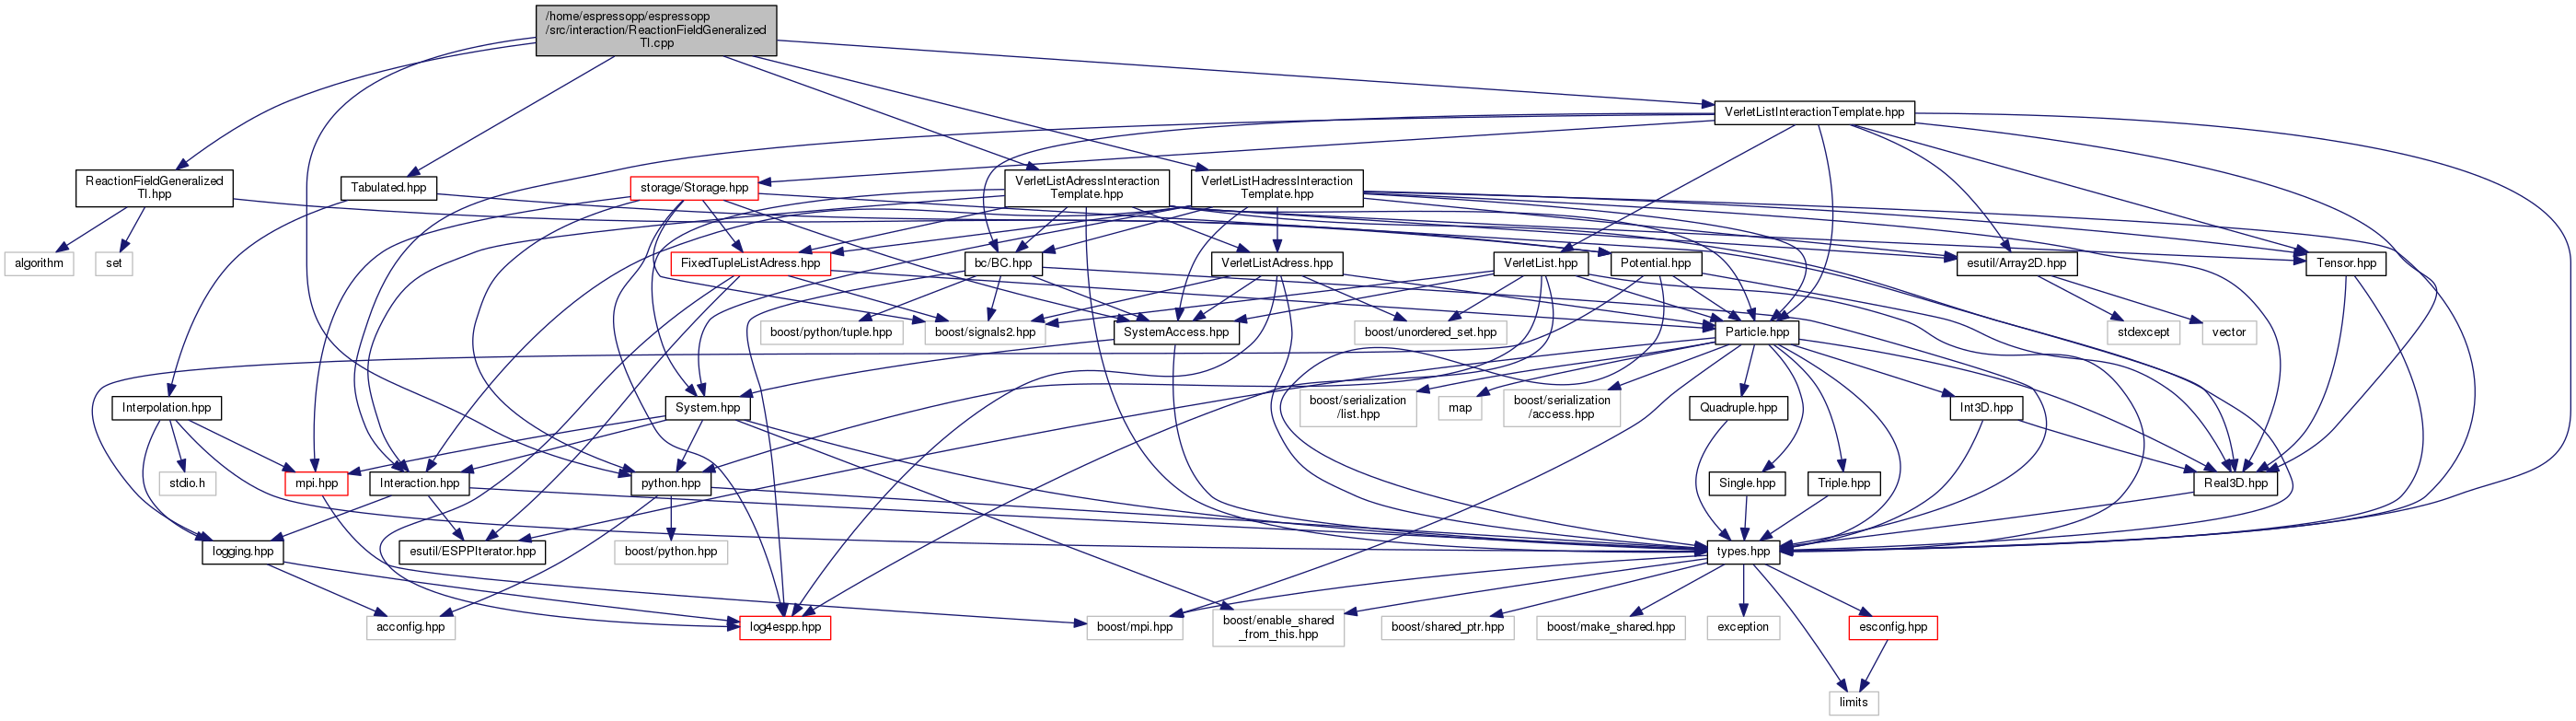 /home/espressopp/espressopp
/src/interaction/ReactionFieldGeneralized
TI.cpp
VerletListInteractionTemplate.hpp
ReactionFieldGeneralized
TI.hpp
Tabulated.hpp
storage/Storage.hpp
VerletListAdressInteraction
Template.hpp
VerletListHadressInteraction
Template.hpp
algorithm
set
FixedTupleListAdress.hpp
bc/BC.hpp
VerletListAdress.hpp
VerletList.hpp
Potential.hpp
esutil/Array2D.hpp
Tensor.hpp
boost/python/tuple.hpp
boost/signals2.hpp
SystemAccess.hpp
boost/unordered_set.hpp
Particle.hpp
stdexcept
vector
Interpolation.hpp
System.hpp
boost/serialization
/list.hpp
map
boost/serialization
/access.hpp
Quadruple.hpp
Int3D.hpp
stdio.h
mpi.hpp
Interaction.hpp
python.hpp
Single.hpp
Triple.hpp
Real3D.hpp
logging.hpp
esutil/ESPPIterator.hpp
boost/python.hpp
types.hpp
acconfig.hpp
log4espp.hpp
boost/mpi.hpp
boost/enable_shared
_from_this.hpp
boost/shared_ptr.hpp
boost/make_shared.hpp
exception
esconfig.hpp
limits